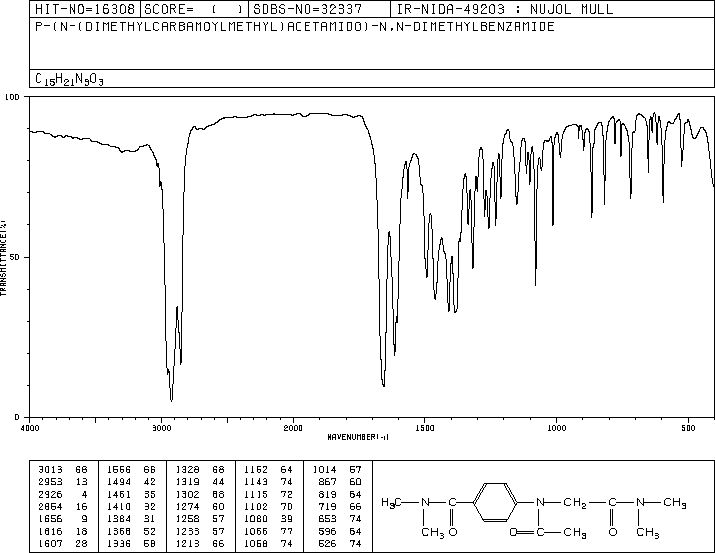 HIT-NO=16308 SCORE= ( ) SDBS-NO=32337 IR-NIDA-49203 : NUJOL MULL
P-(N-(DIMETHYLCARBAMOYLMETHYL)ACETAMIDO)-N,N-DIMETHYLBENZAMIDE
C15H21N3O3
100
50
0
TRANSMITTANCE(%)
4000 3000 2000 1500 1000 500
WAVENUMBER(-1)
3013 68 1566 66 1328 68 1162 64 1014 57
2953 13 1494 42 1319 44 1143 74 867 60
2926 4 1461 35 1302 68 1115 72 819 64
2854 16 1410 32 1274 60 1102 70 719 66
1656 9 1384 31 1258 57 1080 39 653 74
1616 18 1368 52 1233 57 1066 77 596 64
1607 28 1336 58 1213 66 1058 74 526 74
H3C N C N CH2 C N CH3
CH3 O O C CH3 O CH3